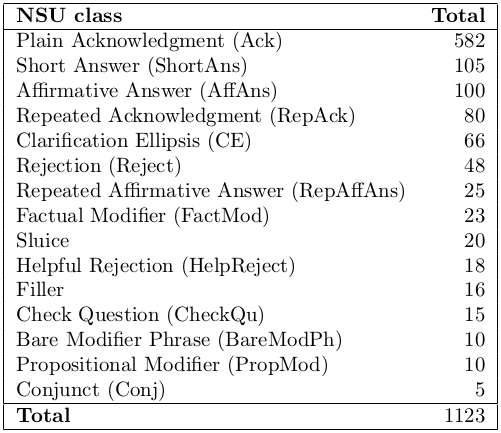 NSU class Total
Plain Acknowledgment (Ack) 582
Short Answer (ShortAns) 105
Affirmative Answer (AffAns) 100
Repeated Acknowledgment (RepAck) 80
Clarification Ellipsis (CE) 66
Rejection (Reject) 48
Repeated Affirmative Answer (RepAffAns) 25
Factual Modifier (FactMod) 23
Sluice 20
Helpful Rejection (HelpReject) 18
Filler 16
Check Question (CheckQu) 15
Bare Modifier Phrase (BareModPh) 10
Propositional Modifier (PropMod) 10
Conjunct (Conj) 5
Total 1123